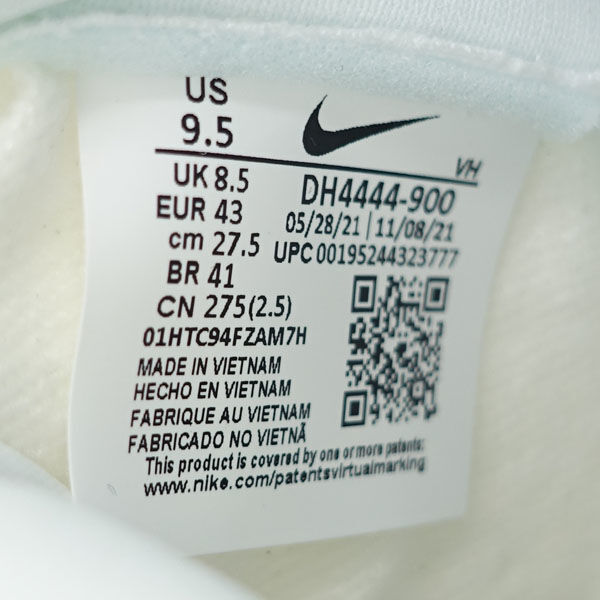 US
9.5
VH
UK 8.5
DH4444-900
EUR 43
05/28/21 | 11/08/21
cm 27.5
UPC 00195244323777
BR 41
CN 275(2.5)
01HTC94FZAM7H
MADE IN VIETNAM
HECHO EN VIETNAM
FABRIQUE AU VIETNAM
FABRICADO NO VIETNÃ
This product is covered by one or more patents:
www.nike.com/patentsvirtualmarking